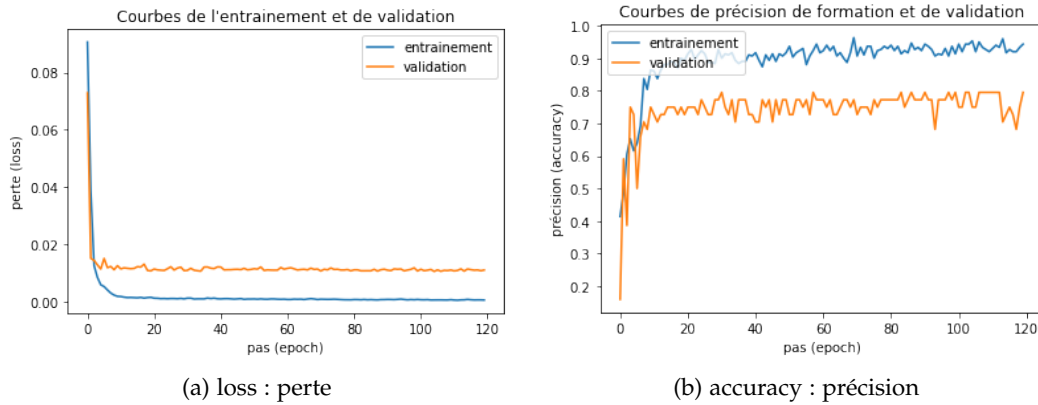 Courbes de l'entrainement et de validation
entrainement
validation
0.08
0.06
0.04
0.02
0.00
perte (loss)
0
20
40
60
80
100
120
pas (epoch)
(a) loss : perte
Courbes de précision de formation et de validation
entrainement
validation
1.0
0.9
0.8
0.7
0.6
0.5
0.4
0.3
0.2
précision (accuracy)
0
20
40
60
80
100
120
pas (epoch)
(b) accuracy : précision